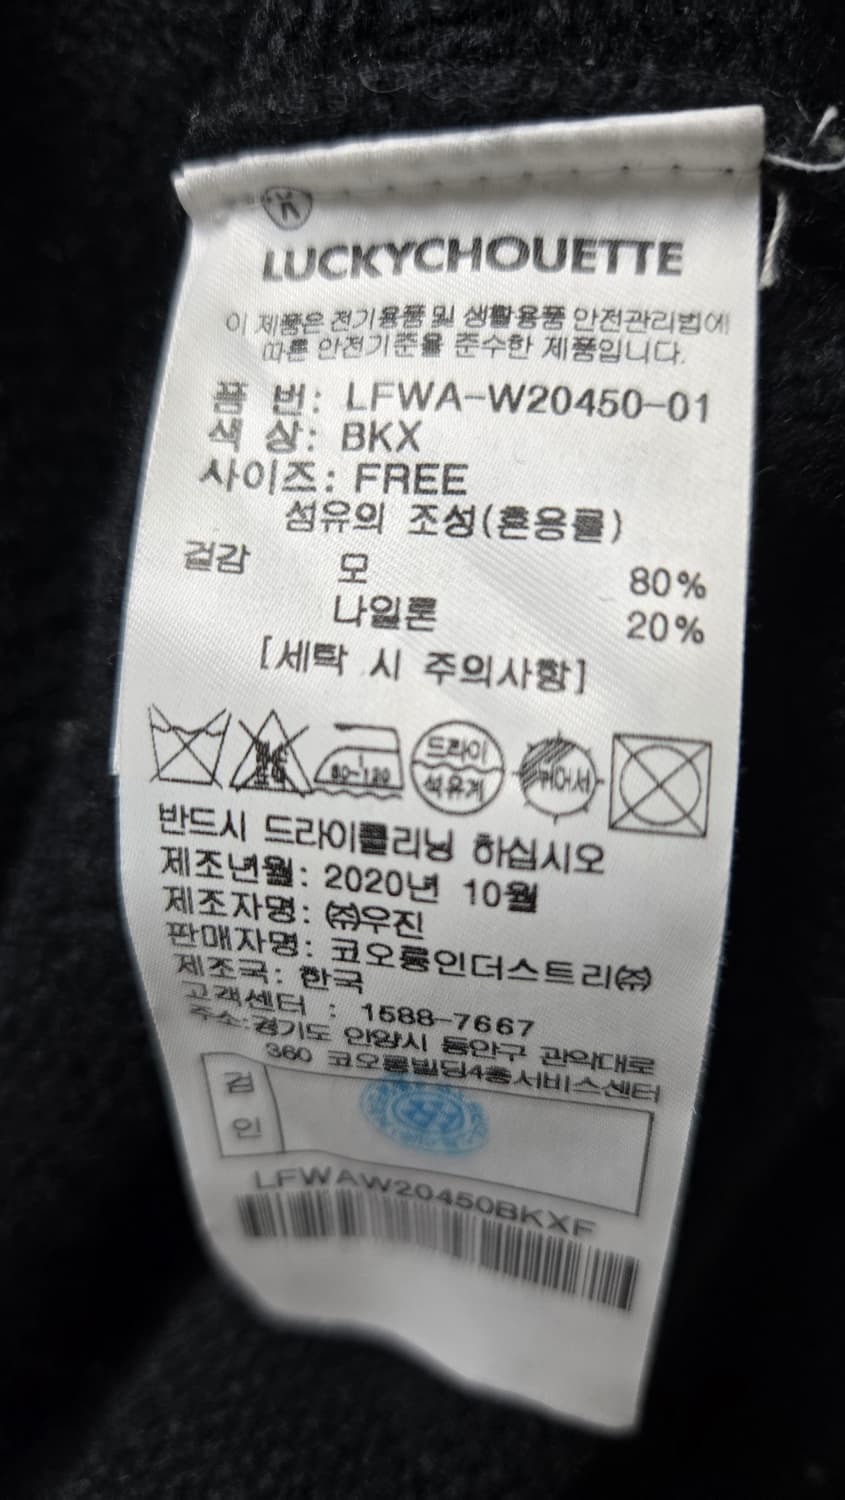 LUCKYCHOUETTE
이 제품은 전기용품 및 생활용품 안전관리법에
따른 안전기준을 준수한 제품입니다.
품 번: LFWA-W20450-01
색 상: BKX
사이즈: FREE
섬유의 조성(혼용률)
겉감 모 80%
나일론 20%
[세탁 시 주의사항]
80~120 드라이 석유계 뉘어서
반드시 드라이클리닝 하십시오
제조년월: 2020년 10월
제조자명: ㈜우진
판매자명: 코오롱인더스트리㈜
제조국: 한국
고객센터 : 1588-7667
주소:경기도 안양시 동안구 관악대로
360 코오롱빌딩4층서비스센터
검인
LFWAW20450BKXF